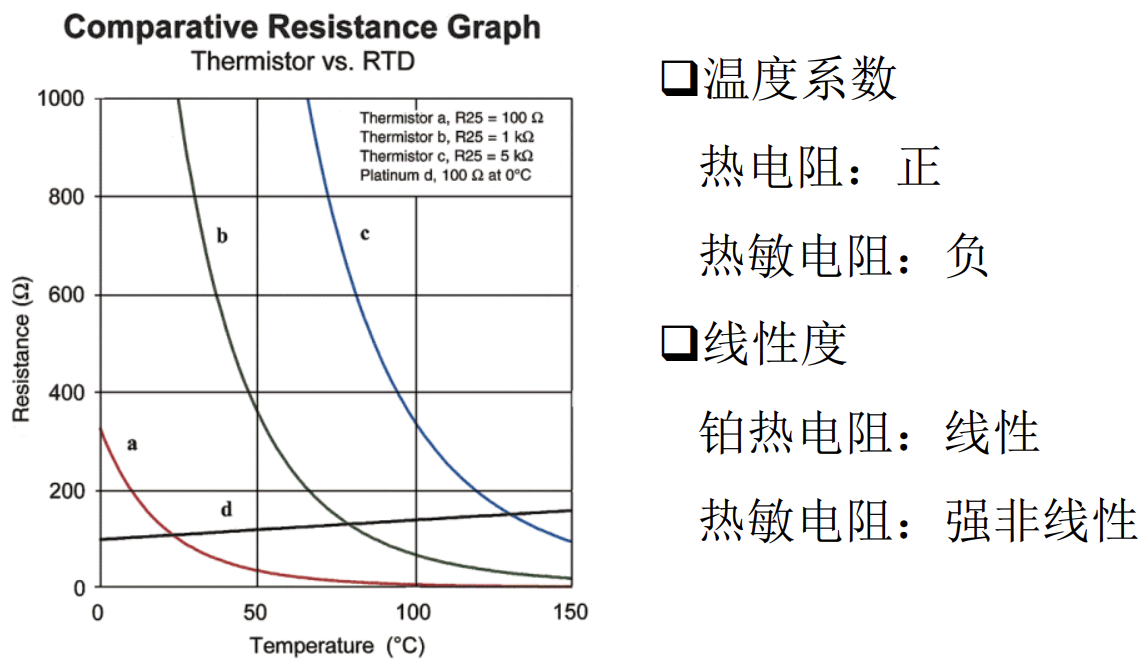 Comparative Resistance Graph
Thermistor vs. RTD
1000
800
600
400
200
0
Resistance (Ω)
Thermistor a, R25 = 100 Ω
Thermistor b, R25 = 1 kΩ
Thermistor c, R25 = 5 kΩ
Platinum d, 100 Ω at 0°C
b
c
a
d
0
50
100
150
Temperature (°C)
❑温度系数
热电阻：正
热敏电阻：负
❑线性度
铂热电阻：线性
热敏电阻：强非线性